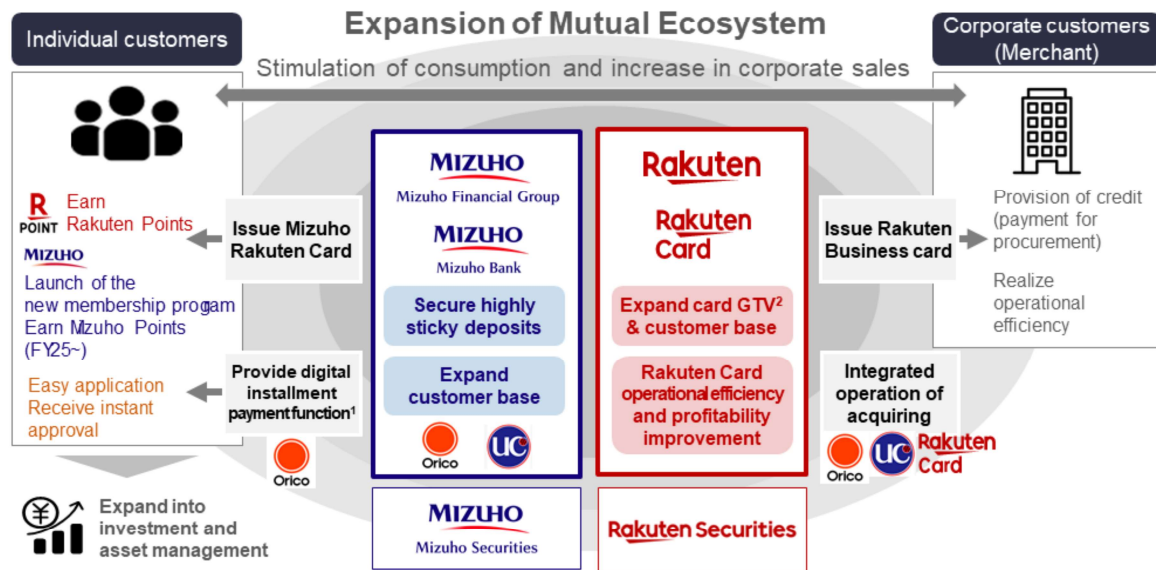 Expansion of Mutual Ecosystem
Stimulation of consumption and increase in corporate sales
Individual customers
R
POINT
Earn
Rakuten Points
MIZUHO
Launch of the
new membership program
Earn Mizuho Points
(FY25~)
Easy application
Receive instant
approval
Expand into
investment and
asset management
Issue Mizuho
Rakuten Card
Provide digital
installment
payment function¹
Orico
MIZUHO
Mizuho Financial Group
MIZUHO
Mizuho Bank
Secure highly
sticky deposits
Expand
customer base
Orico
UC
MIZUHO
Mizuho Securities
Rakuten
Rakuten
Card
Expand card GTV²
& customer base
Rakuten Card
operational efficiency
and profitability
improvement
Rakuten Securities
Issue Rakuten
Business card
Integrated
operation of
acquiring
Orico
UC
Rakuten
Card
Corporate customers
(Merchant)
Provision of credit
(payment for
procurement)
Realize
operational
efficiency